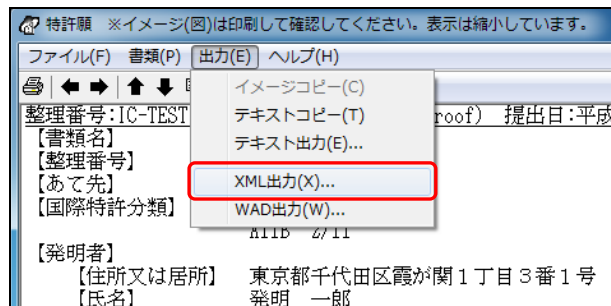 特許願 ※イメージ(図)は印刷して確認してください。表示は縮小しています。
ファイル(F) 書類(P) 出力(E) ヘルプ(H)
イメージコピー(C)
整理番号:IC-TEST テキストコピー(T) roof) 提出日:平成
【書類名】 テキスト出力(E)...
【整理番号】
【あて先】 XML出力(X)...
【国際特許分類】 WAD出力(W)...
【発明者】
【住所又は居所】 東京都千代田区霞が関1丁目3番1号
【氏名】 発明 一郎